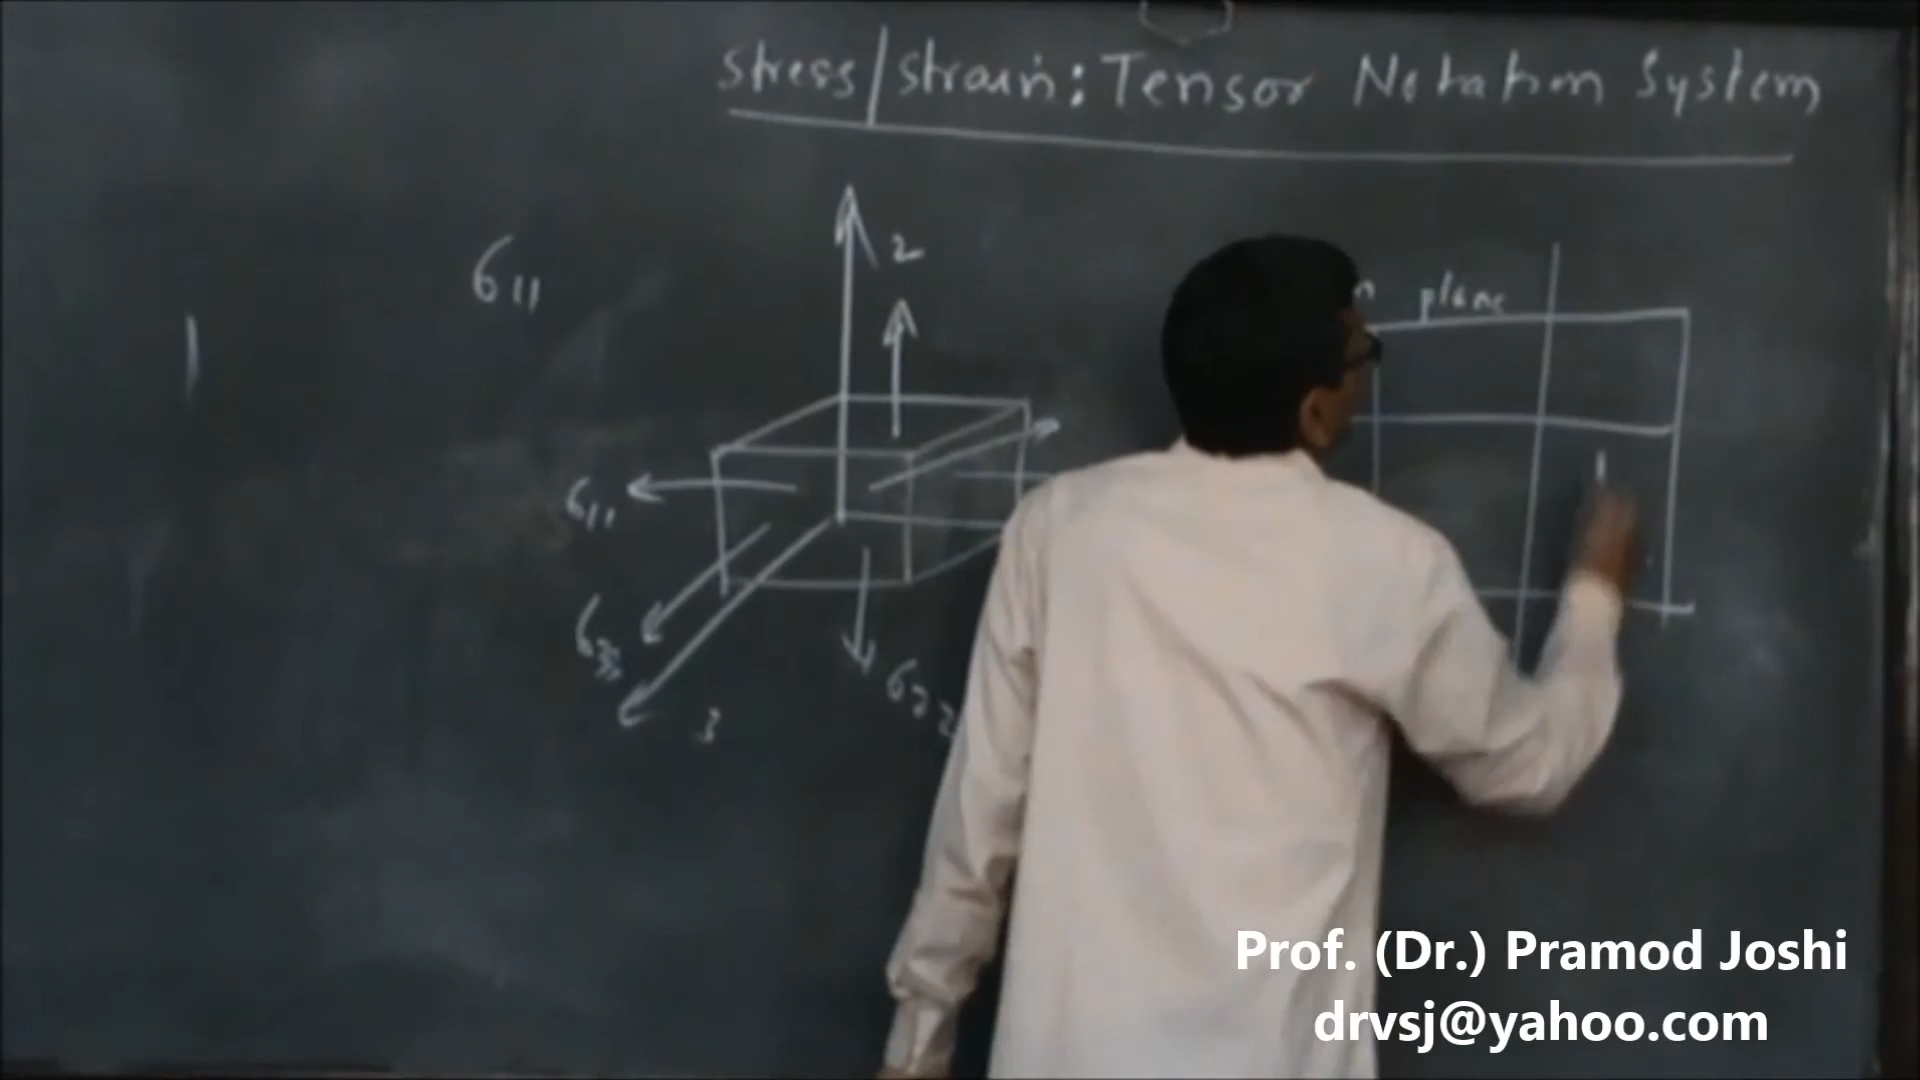 Stress/Strain: Tensor Notation System
2
σ11
plane
1
σ11
σ33
σ22
3
Prof. (Dr.) Pramod Joshi
drvsj@yahoo.com